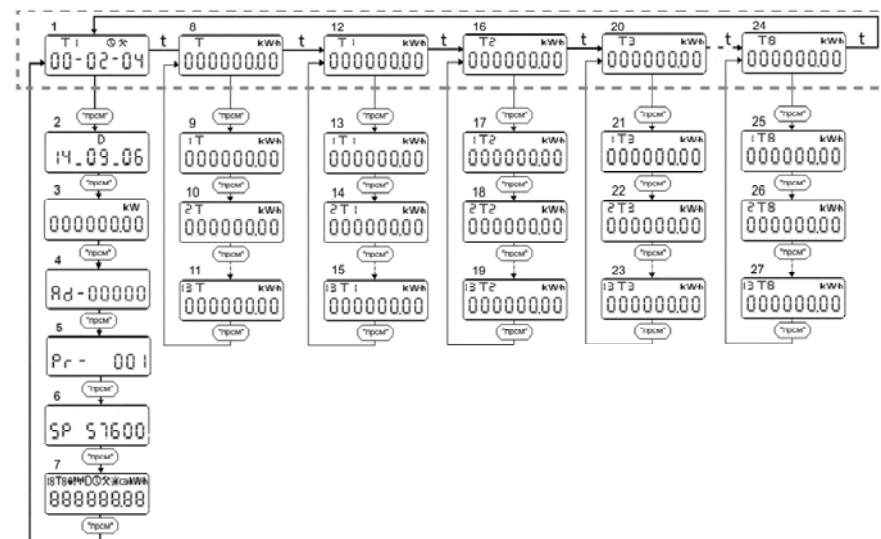 1 8 12 16 20 24
T1
00-02-04
t
T kWh
000000.00
t
T1 kWh
000000.00
t
T2 kWh
000000.00
t
T3 kWh
000000.00
t
T8 kWh
000000.00
t
"прсм" "прсм" "прсм" "прсм" "прсм" "прсм"
2 9 13 17 21 25
D
14_09_06
1T kWh
000000.00
1T1 kWh
000000.00
1T2 kWh
000000.00
1T3 kWh
000000.00
1T8 kWh
000000.00
"прсм" "прсм" "прсм" "прсм" "прсм" "прсм"
3 10 14 18 22 26
kW
000000.00
2T kWh
000000.00
2T1 kWh
000000.00
2T2 kWh
000000.00
2T3 kWh
000000.00
2T8 kWh
000000.00
"прсм" "прсм" "прсм" "прсм" "прсм" "прсм"
4 11 15 19 23 27
Ad-00000
13T kWh
000000.00
13T1 kWh
000000.00
13T2 kWh
000000.00
13T3 kWh
000000.00
13T8 kWh
000000.00
"прсм" "прсм" "прсм" "прсм" "прсм" "прсм"
5
Pr- 001
"прсм"
6
SP 57600
"прсм"
7
888888.88
"прсм"